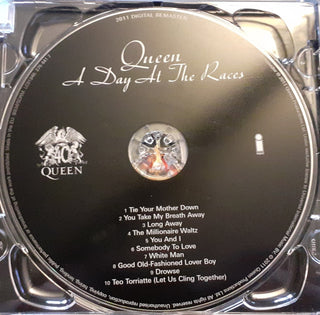 2011 DIGITAL REMASTER
Queen
A Day At The Races
40
QUEEN
1 Tie Your Mother Down
2 You Take My Breath Away
3 Long Away
4 The Millionaire Waltz
5 You And I
6 Somebody To Love
7 White Man
8 Good Old-Fashioned Lover Boy
9 Drowse
10 Teo Torriatte (Let Us Cling Together)